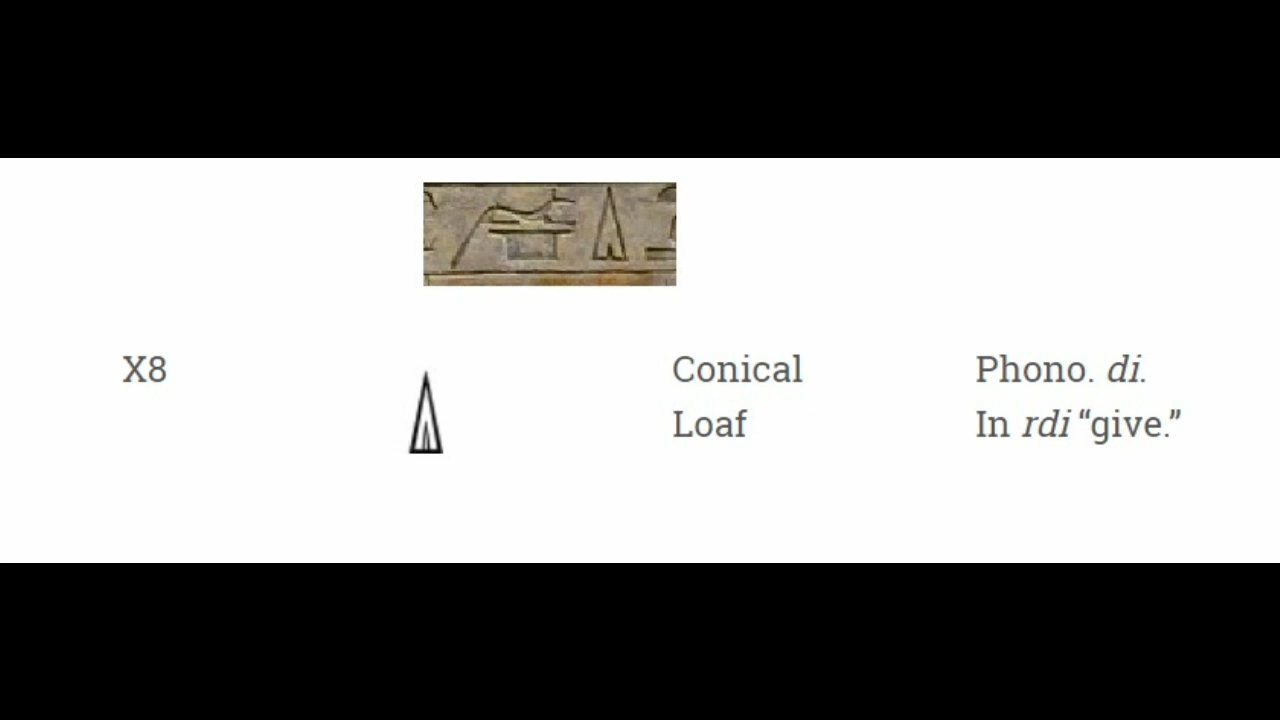 X8
Conical
Loaf
Phono. di.
In rdi “give.”